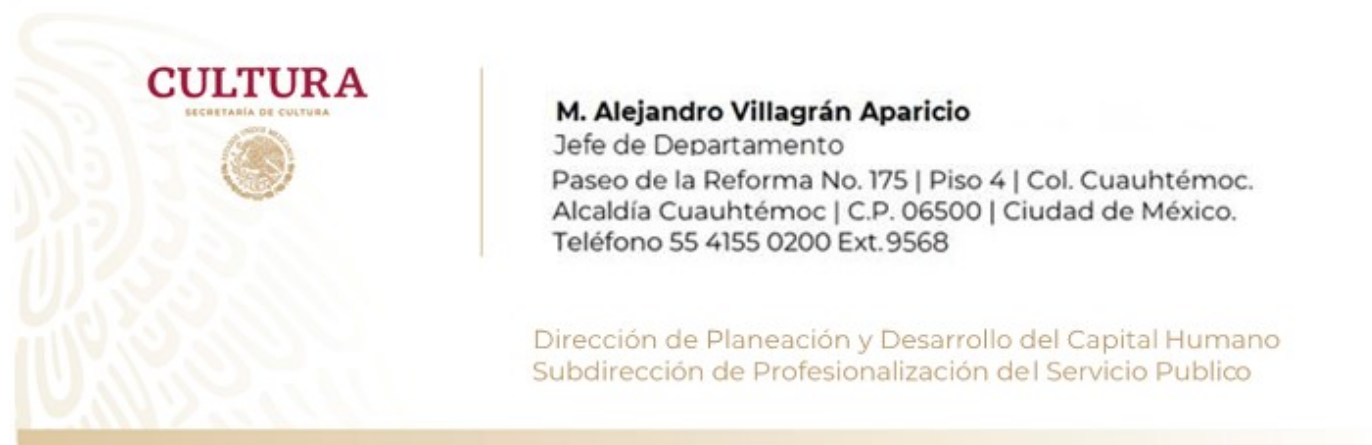 CULTURA
SECRETARÍA DE CULTURA
M. Alejandro Villagrán Aparicio
Jefe de Departamento
Paseo de la Reforma No. 175 | Piso 4 | Col. Cuauhtémoc.
Alcaldía Cuauhtémoc | C.P. 06500 | Ciudad de México.
Teléfono 55 4155 0200 Ext. 9568
Dirección de Planeación y Desarrollo del Capital Humano
Subdirección de Profesionalización del Servicio Publico